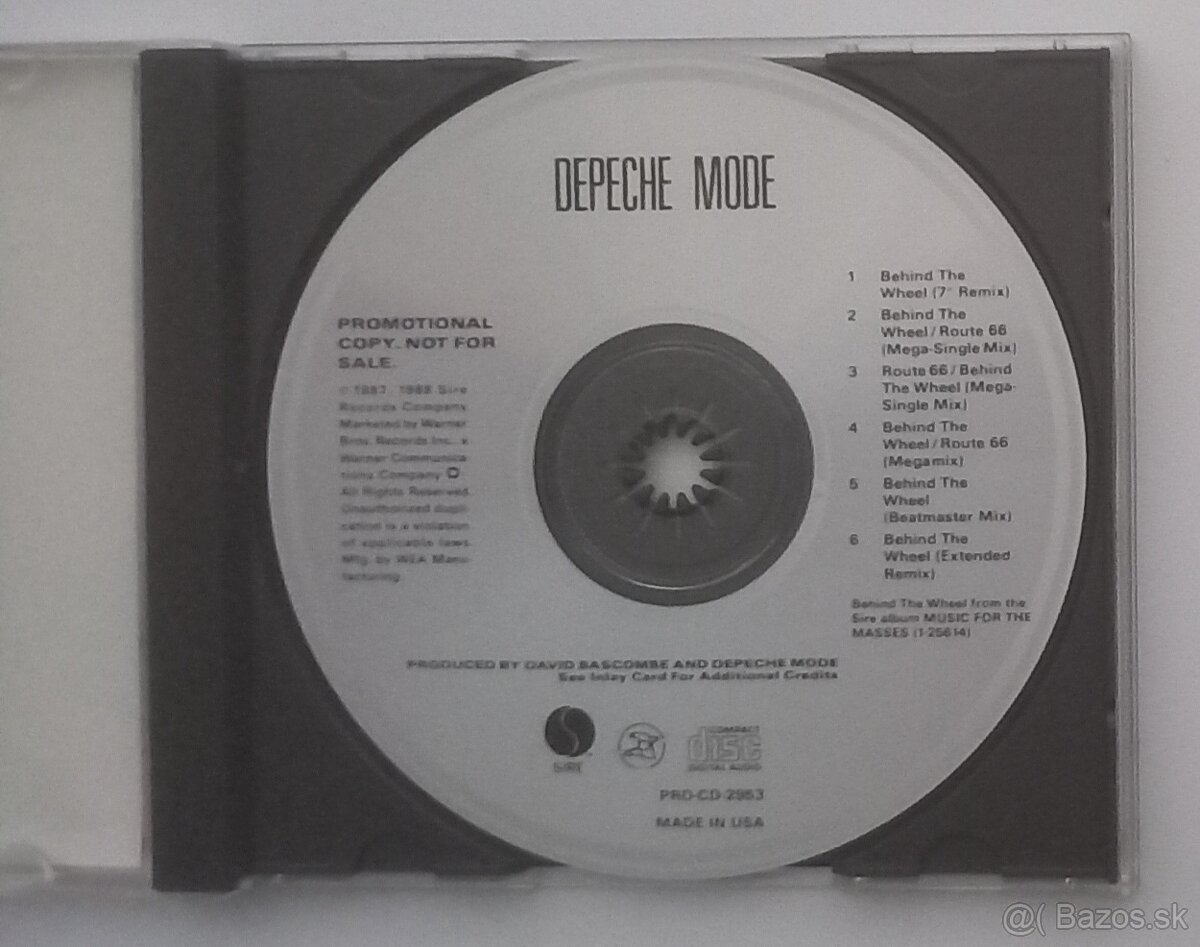 DEPECHE MODE
PROMOTIONAL
COPY. NOT FOR
SALE.
℗ 1987, 1988 Sire
Records Company
Marketed by Warner
Bros. Records Inc., a
Warner Communica
tions Company
All Rights Reserved.
Unauthorized dupli
cation is a violation
of applicable laws.
Mfg. by WEA Manu-
facturing
1 Behind The
Wheel (7" Remix)
2 Behind The
Wheel/Route 66
(Mega-Single Mix)
3 Route 66/Behind
The Wheel (Mega-
Single Mix)
4 Behind The
Wheel/Route 66
(Megamix)
5 Behind The
Wheel
(Beatmaster Mix)
6 Behind The
Wheel (Extended
Remix)
Behind The Wheel from the
Sire album MUSIC FOR THE
MASSES (1-25614)
PRODUCED BY DAVID BASCOMBE AND DEPECHE MODE
See Inlay Card For Additional Credits
SIRE
COMPACT
disc
DIGITAL AUDIO
PRO-CD-2953
MADE IN USA
@( Bazos.sk